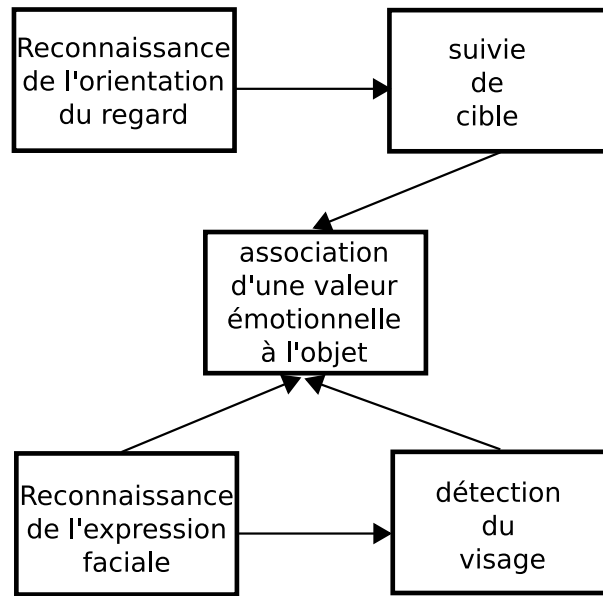 Reconnaissance
de l'orientation
du regard
suivie
de
cible
association
d'une valeur
émotionnelle
à l'objet
Reconnaissance
de l'expression
faciale
détection
du
visage